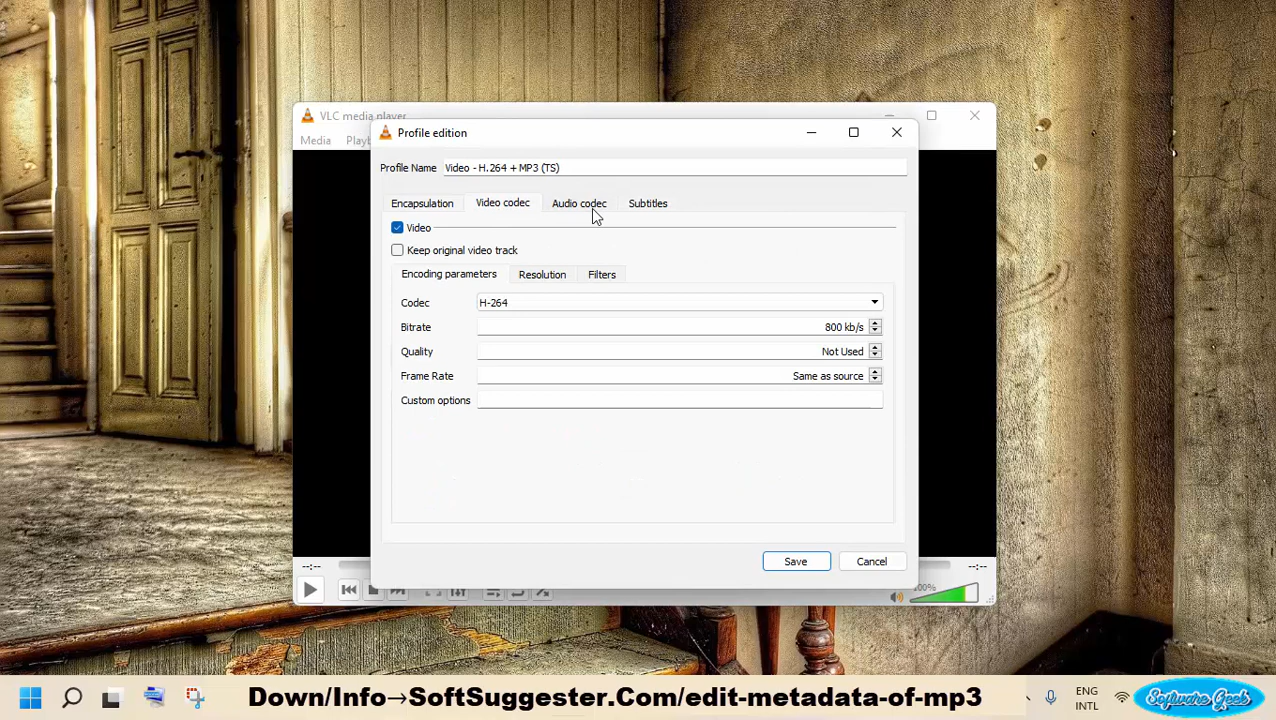 VLC media player
Media
Profile edition
Profile Name Video - H.264 + MP3 (TS)
Encapsulation Video codec Audio codec Subtitles
Video
Keep original video track
Encoding parameters Resolution Filters
Codec H-264
Bitrate 800 kb/s
Quality Not Used
Frame Rate Same as source
Custom options
Save Cancel
--:-- --:--
100%
Down/Info→SoftSuggester.Com/edit-metadata-of-mp3
ENG
INTL
Software Geek